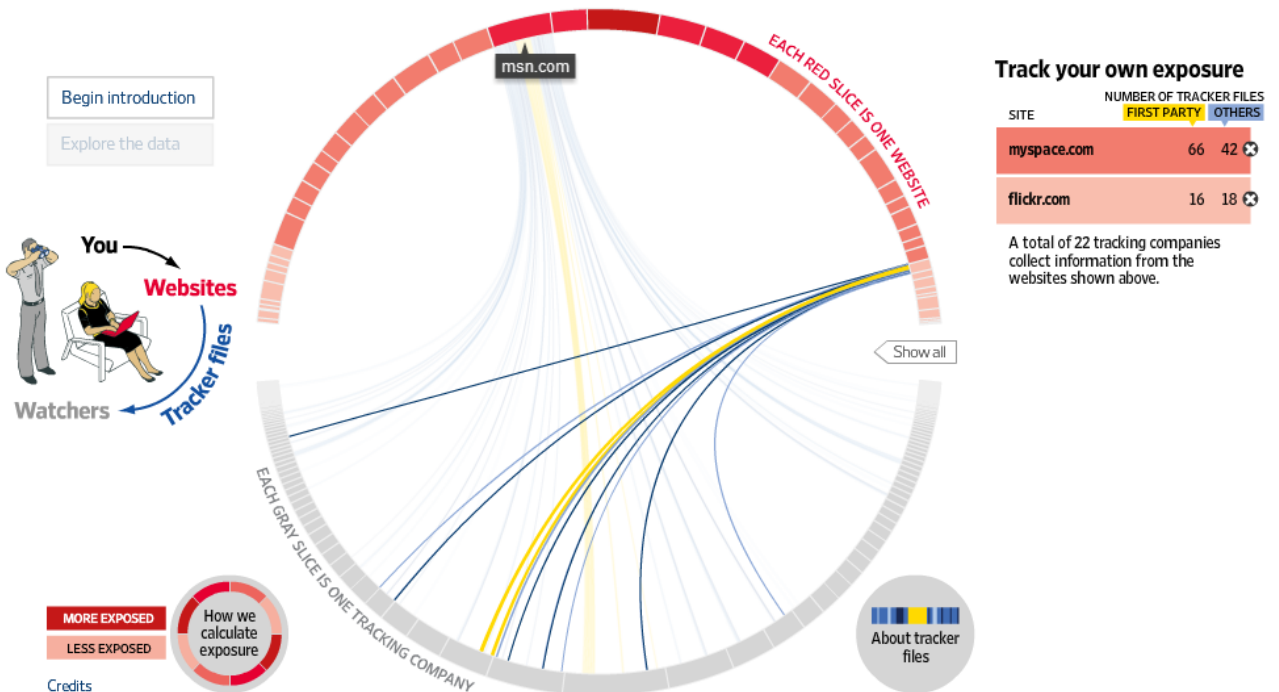 msn.com
EACH RED SLICE IS ONE WEBSITE
Begin introduction
Explore the data
You
Websites
Tracker files
Watchers
EACH GRAY SLICE IS ONE TRACKING COMPANY
MORE EXPOSED
LESS EXPOSED
How we
calculate
exposure
Credits
Show all
About tracker
files
Track your own exposure
NUMBER OF TRACKER FILES
SITE FIRST PARTY OTHERS
myspace.com 66 42
flickr.com 16 18
A total of 22 tracking companies
collect information from the
websites shown above.